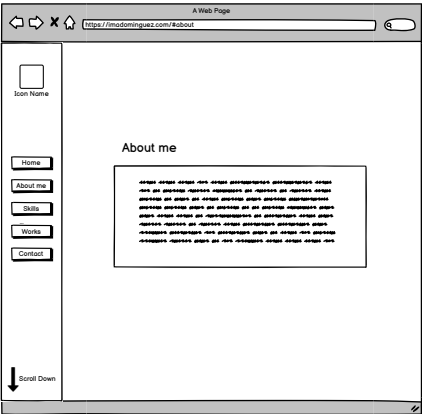 A Web Page
https://imadominguez.com/#about
Icon Name
About me
Home
About me
Skills
Works
Contact
Scroll Down